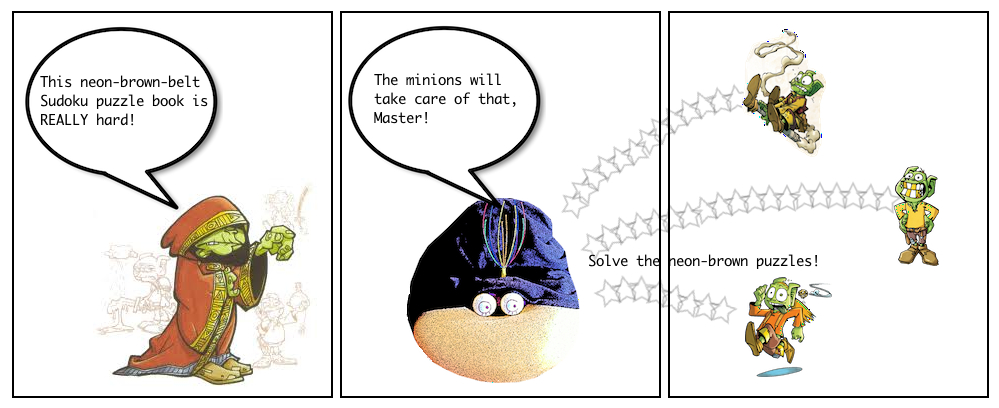 This neon-brown-belt
Sudoku puzzle book is
REALLY hard!
The minions will
take care of that,
Master!
Solve the neon-brown puzzles!